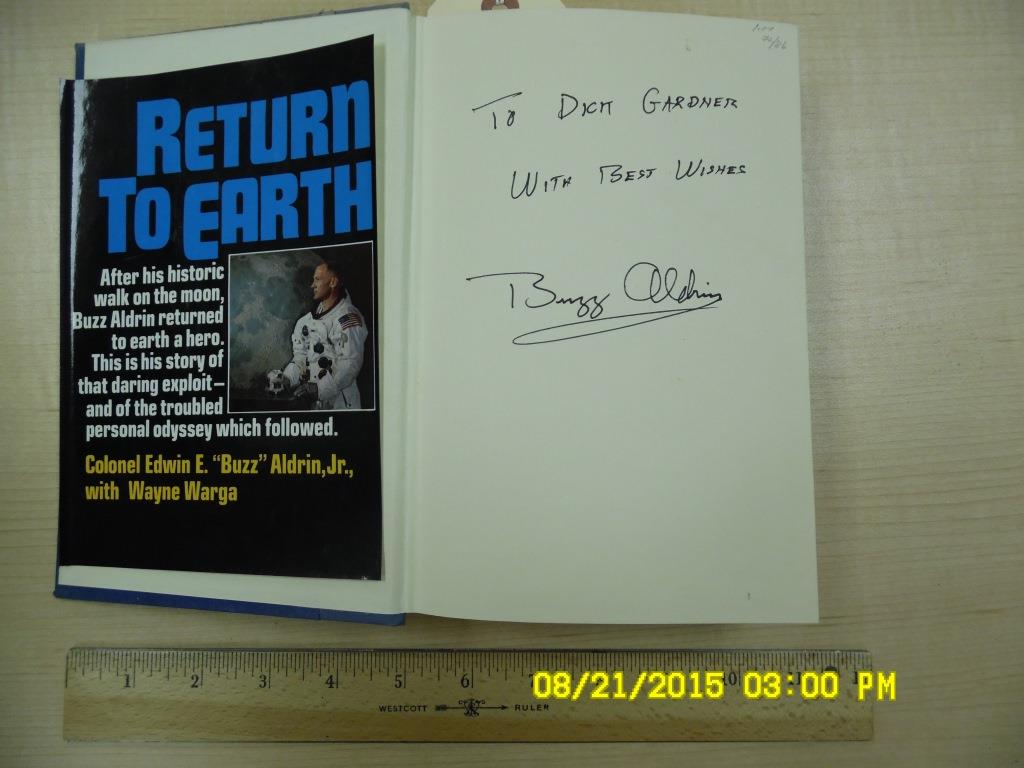 RETURN
TO EARTH
After his historic
walk on the moon,
Buzz Aldrin returned
to earth a hero.
This is his story of
that daring exploit—
and of the troubled
personal odyssey which followed.
Colonel Edwin E. "Buzz" Aldrin, Jr.,
with Wayne Warga
TO DICK GARDNER
WITH BEST WISHES
Buzz Aldrin
1 2 3 4 5 6
WESTCOTT RULER
08/21/2015 03:00 PM